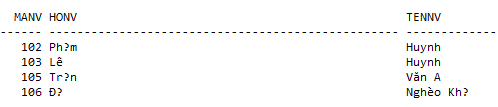 MANV HONV TENNV
------ -------------------------------------------------- ------------
102 Ph?m Huynh
103 Lê Huynh
105 Tr?n Văn A
106 Đ? Nghèo Kh?